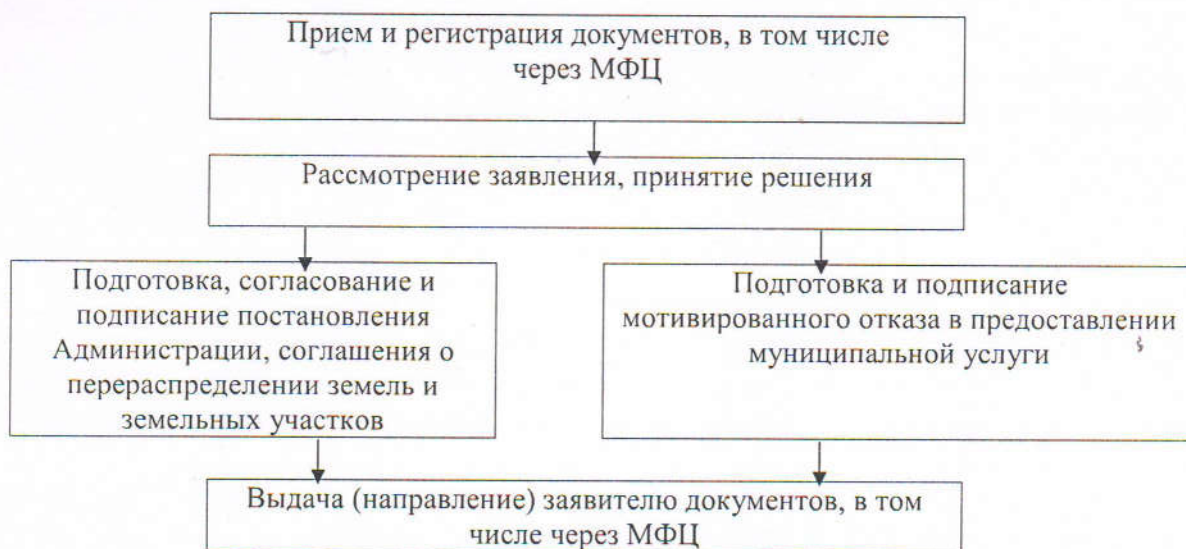 Прием и регистрация документов, в том числе
через МФЦ
Рассмотрение заявления, принятие решения
Подготовка, согласование и
подписание постановления
Администрации, соглашения о
перераспределении земель и
земельных участков
Подготовка и подписание
мотивированного отказа в предоставлении
муниципальной услуги
Выдача (направление) заявителю документов, в том
числе через МФЦ